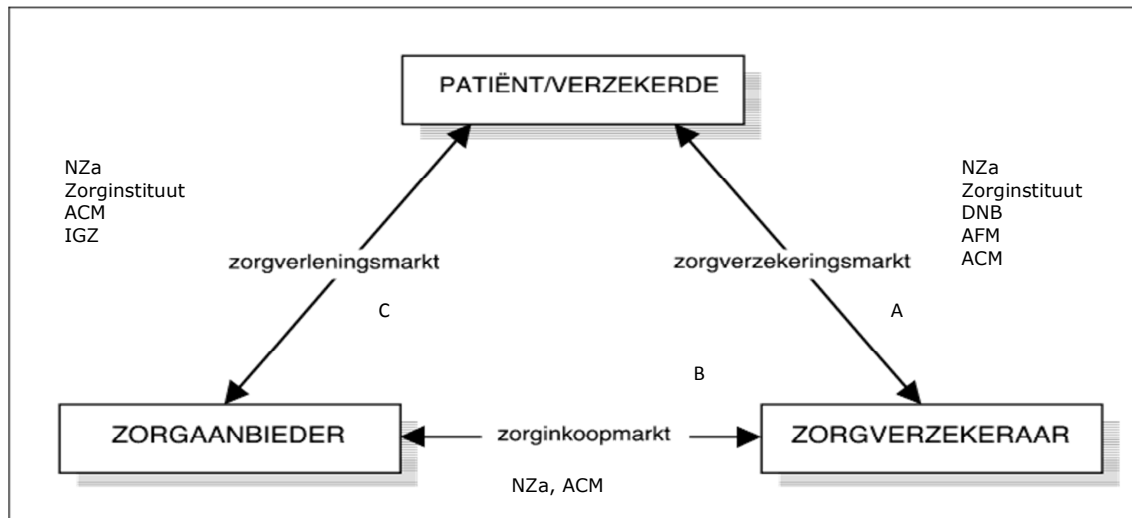 PATIËNT/VERZEKERDE
NZa
Zorginstituut
ACM
IGZ
NZa
Zorginstituut
DNB
AFM
ACM
zorgverleningsmarkt
zorgverzekeringsmarkt
C
A
B
ZORGAANBIEDER
zorginkoopmarkt
ZORGVERZEKERAAR
NZa, ACM